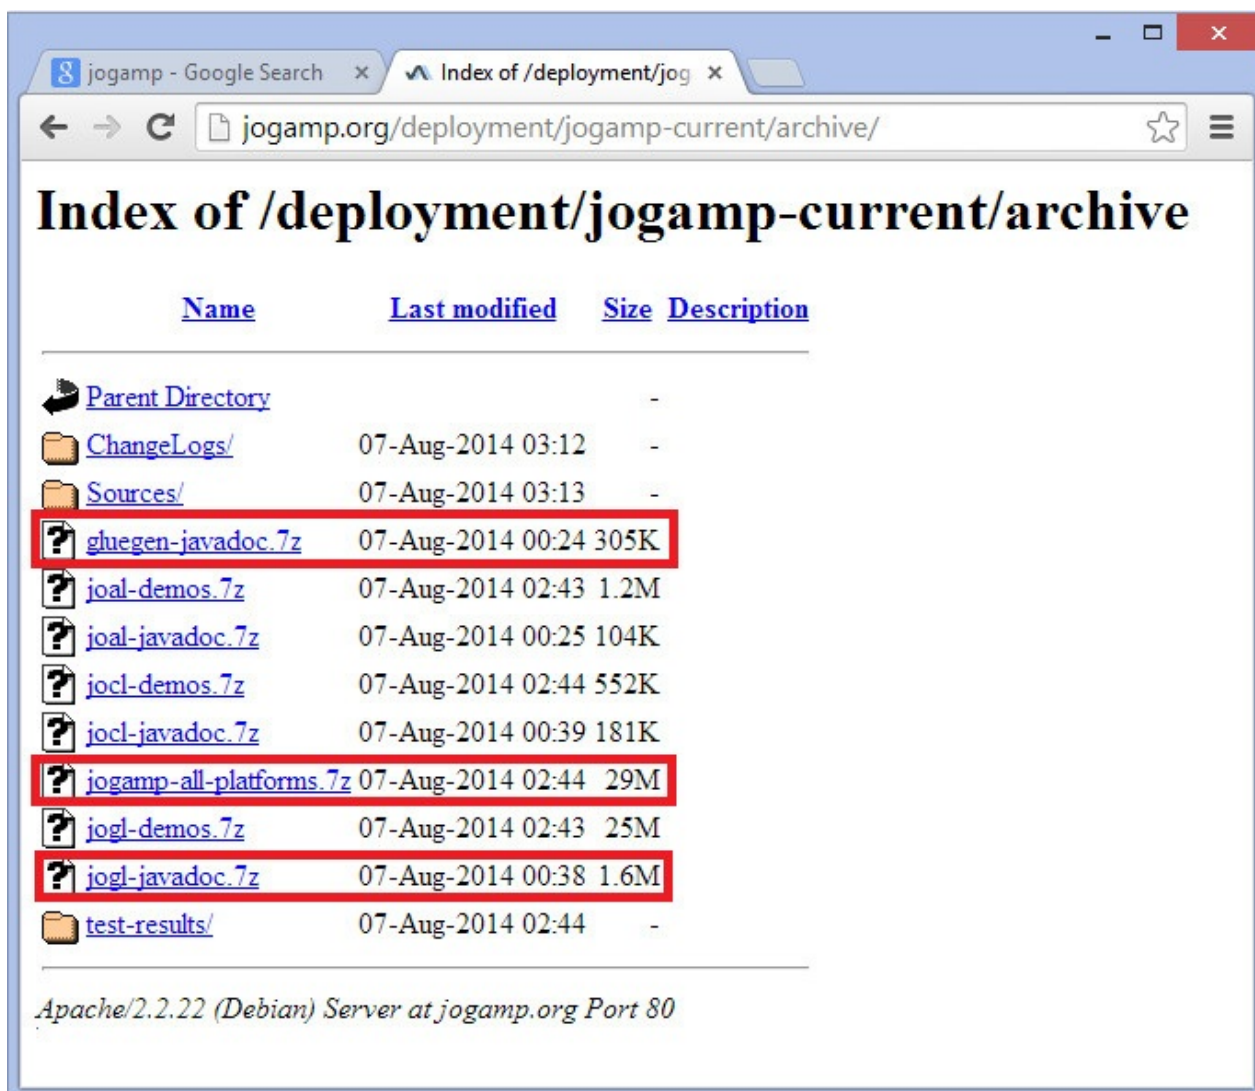 jogamp - Google Search
Index of /deployment/jog
jogamp.org/deployment/jogamp-current/archive/
Index of /deployment/jogamp-current/archive
Name Last modified Size Description
Parent Directory -
ChangeLogs/ 07-Aug-2014 03:12 -
Sources/ 07-Aug-2014 03:13 -
gluegen-javadoc.7z 07-Aug-2014 00:24 305K
joal-demos.7z 07-Aug-2014 02:43 1.2M
joal-javadoc.7z 07-Aug-2014 00:25 104K
jocl-demos.7z 07-Aug-2014 02:44 552K
jocl-javadoc.7z 07-Aug-2014 00:39 181K
jogamp-all-platforms.7z 07-Aug-2014 02:44 29M
jogl-demos.7z 07-Aug-2014 02:43 25M
jogl-javadoc.7z 07-Aug-2014 00:38 1.6M
test-results/ 07-Aug-2014 02:44 -
Apache/2.2.22 (Debian) Server at jogamp.org Port 80